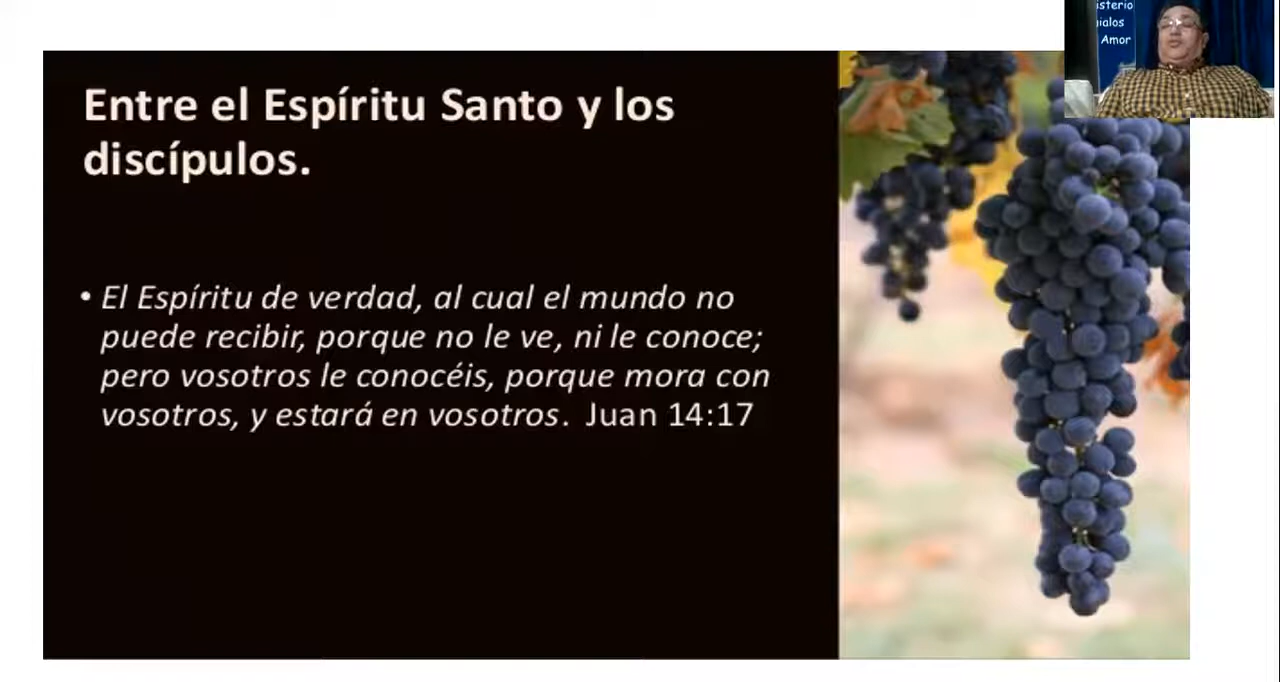 Entre el Espíritu Santo y los
discípulos.
• El Espíritu de verdad, al cual el mundo no
puede recibir, porque no le ve, ni le conoce;
pero vosotros le conocéis, porque mora con
vosotros, y estará en vosotros. Juan 14:17
isterio
ialos
Amor